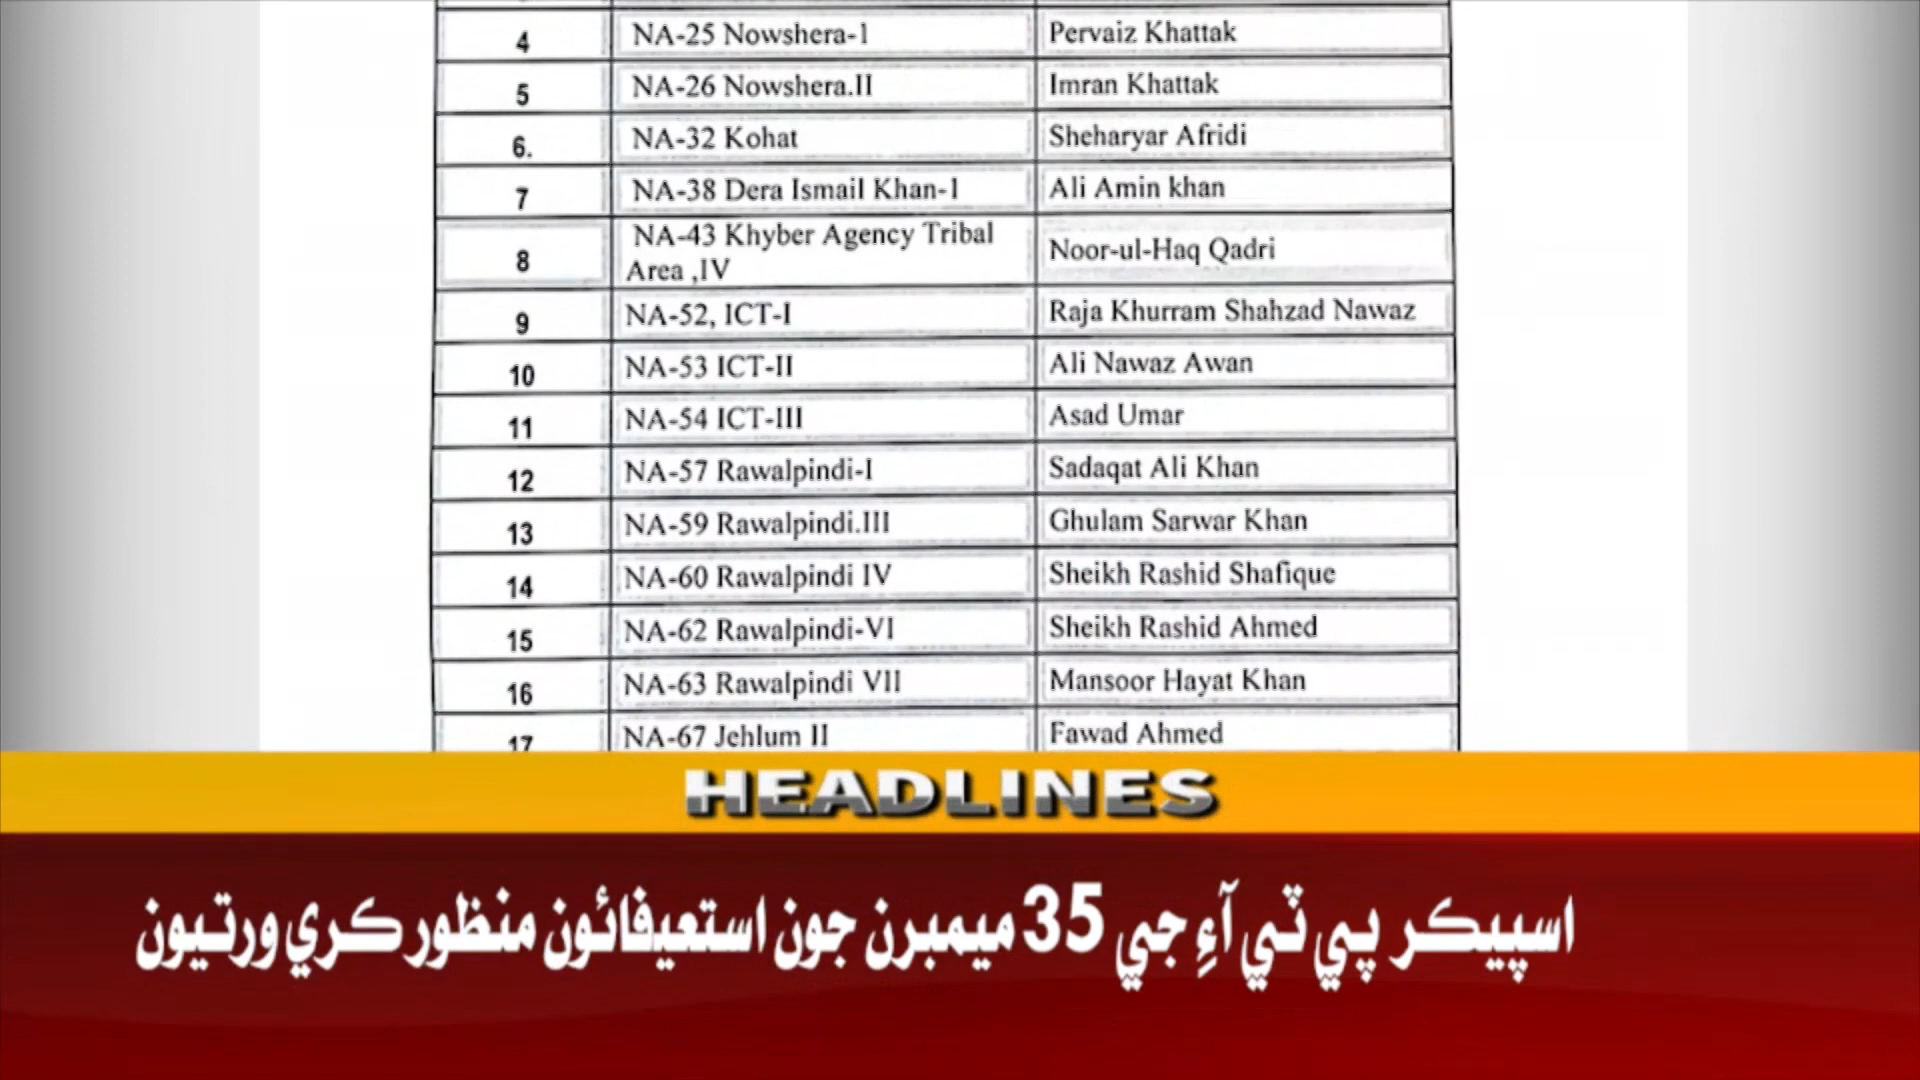 4 NA-25 Nowshera-1 Pervaiz Khattak
5 NA-26 Nowshera.II Imran Khattak
6. NA-32 Kohat Sheharyar Afridi
7 NA-38 Dera Ismail Khan-1 Ali Amin khan
8 NA-43 Khyber Agency Tribal Area ,IV Noor-ul-Haq Qadri
9 NA-52, ICT-I Raja Khurram Shahzad Nawaz
10 NA-53 ICT-II Ali Nawaz Awan
11 NA-54 ICT-III Asad Umar
12 NA-57 Rawalpindi-I Sadaqat Ali Khan
13 NA-59 Rawalpindi.III Ghulam Sarwar Khan
14 NA-60 Rawalpindi IV Sheikh Rashid Shafique
15 NA-62 Rawalpindi-VI Sheikh Rashid Ahmed
16 NA-63 Rawalpindi VII Mansoor Hayat Khan
17 NA-67 Jehlum II Fawad Ahmed
HEADLINES
اسپيڪر پي ٽي آءِ جي 35 ميمبرن جون استعيفائون منظور ڪري ورتيون